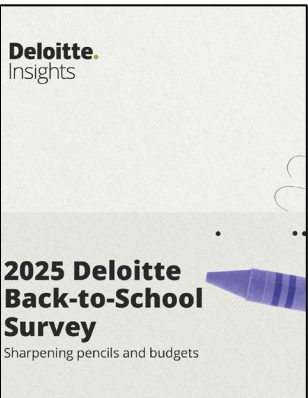 Deloitte.
Insights
2025 Deloitte
Back-to-School
Survey
Sharpening pencils and budgets